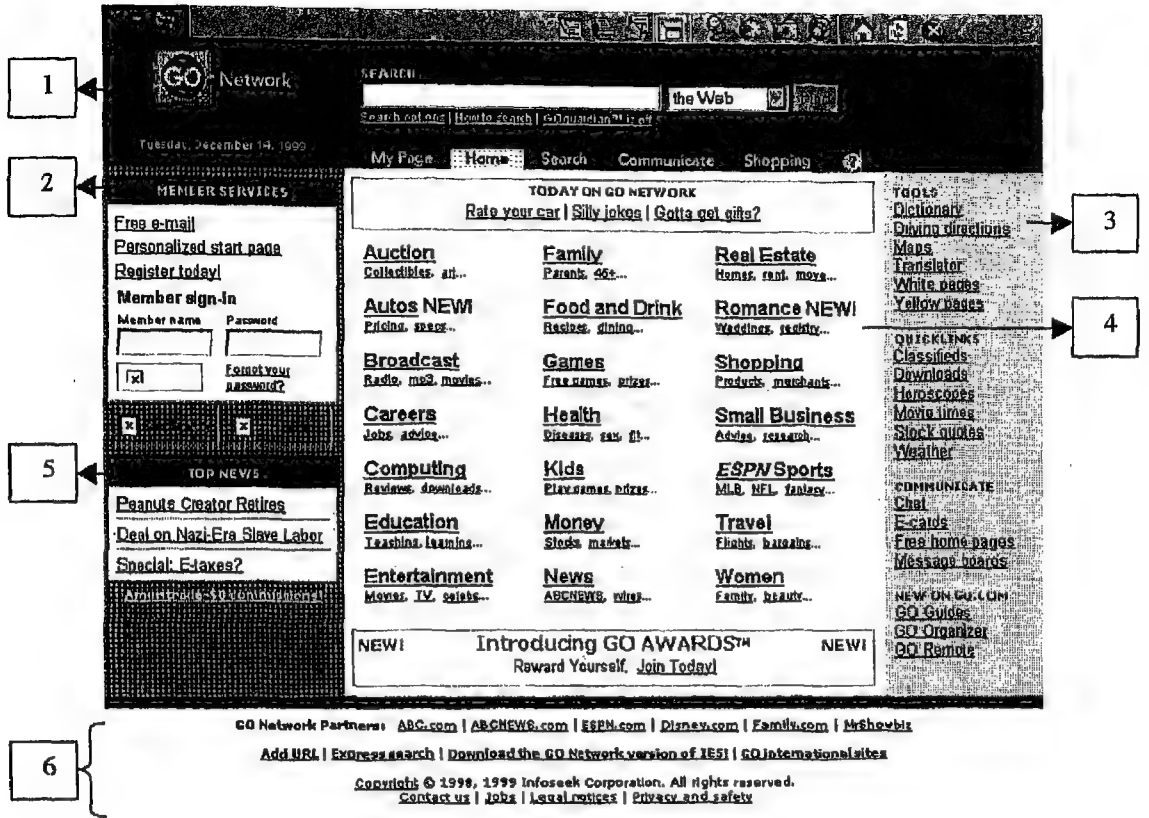 1
GO Network
SEARCH
the Web
Search options | How to search | GOguardian™ is off
Tuesday, December 14, 1999
My Page Home Search Communicate Shopping
2
MEMBER SERVICES
Free e-mail
Personalized start page
Register today!
Member sign-in
Member name Password
Forgot your
password?
5
TOP NEWS
Peanuts Creator Retires
Deal on Nazi-Era Slave Labor
Special: E-taxes?
Ameritrade $8 commissions!
TODAY ON GO NETWORK
Rate your car | Silly jokes | Gotta get gifts?
Auction
Collectibles, art...
Family
Parents, 45+...
Real Estate
Homes, rent, move...
Autos NEW!
Pricing, specs...
Food and Drink
Recipes, dining...
Romance NEW!
Weddings, registry...
Broadcast
Radio, mp3, movies...
Games
Free games, prizes...
Shopping
Products, merchants...
Careers
Jobs, advice...
Health
Diseases, sex, fit...
Small Business
Advice, research...
Computing
Reviews, downloads...
Kids
Play games, prizes...
ESPN Sports
MLB, NFL, fantasy...
Education
Teaching, learning...
Money
Stocks, markets...
Travel
Flights, bargains...
Entertainment
Movies, TV, celebs...
News
ABCNEWS, wires...
Women
Family, beauty...
NEW! Introducing GO AWARDS™ NEW!
Reward Yourself, Join Today!
TOOLS
Dictionary
Driving directions
Maps
Translator
White pages
Yellow pages
3
4
QUICKLINKS
Classifieds
Downloads
Horoscopes
Movie times
Stock quotes
Weather
COMMUNICATE
Chat
E-cards
Free home pages
Message boards
NEW ON GO.COM
GO Guides
GO Organizer
GO Remote
6
GO Network Partners: ABC.com | ABCNEWS.com | ESPN.com | Disney.com | Family.com | MrShowbiz
Add URL | Express search | Download the GO Network version of IE5! | GO international sites
Copyright © 1998, 1999 Infoseek Corporation. All rights reserved.
Contact us | Jobs | Legal notices | Privacy and safety